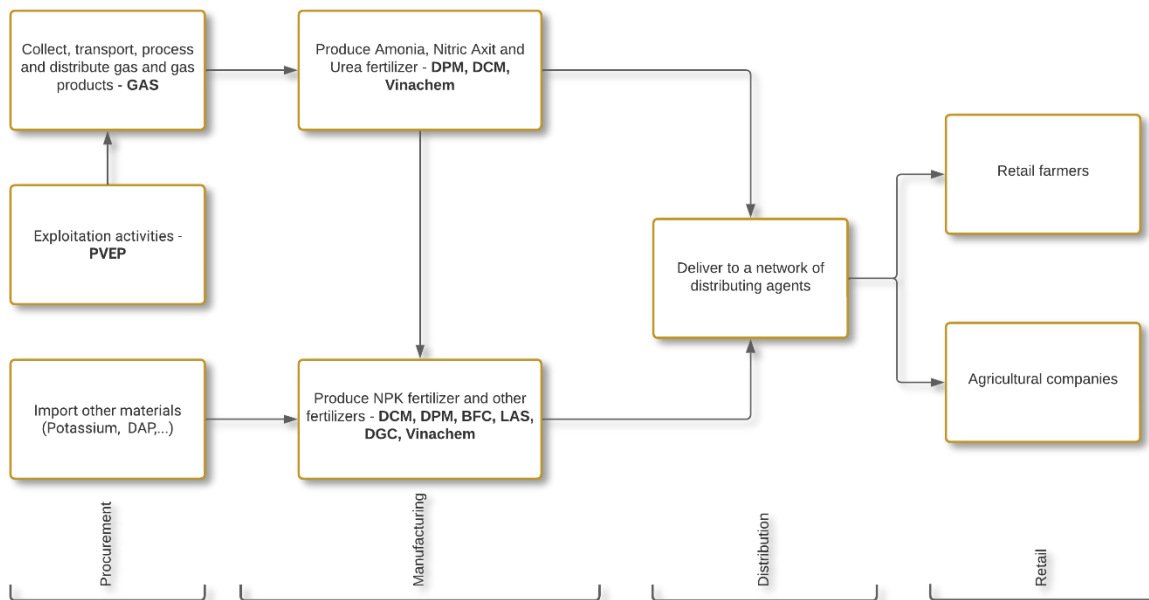 Collect, transport, process
and distribute gas and gas
products - GAS
Produce Amonia, Nitric Axit and
Urea fertilizer - DPM, DCM,
Vinachem
Retail farmers
Exploitation activities -
PVEP
Deliver to a network of
distributing agents
Import other materials
(Potassium, DAP,...)
Produce NPK fertilizer and other
fertilizers - DCM, DPM, BFC, LAS,
DGC, Vinachem
Agricultural companies
Procurement
Manufacturing
Distribution
Retail